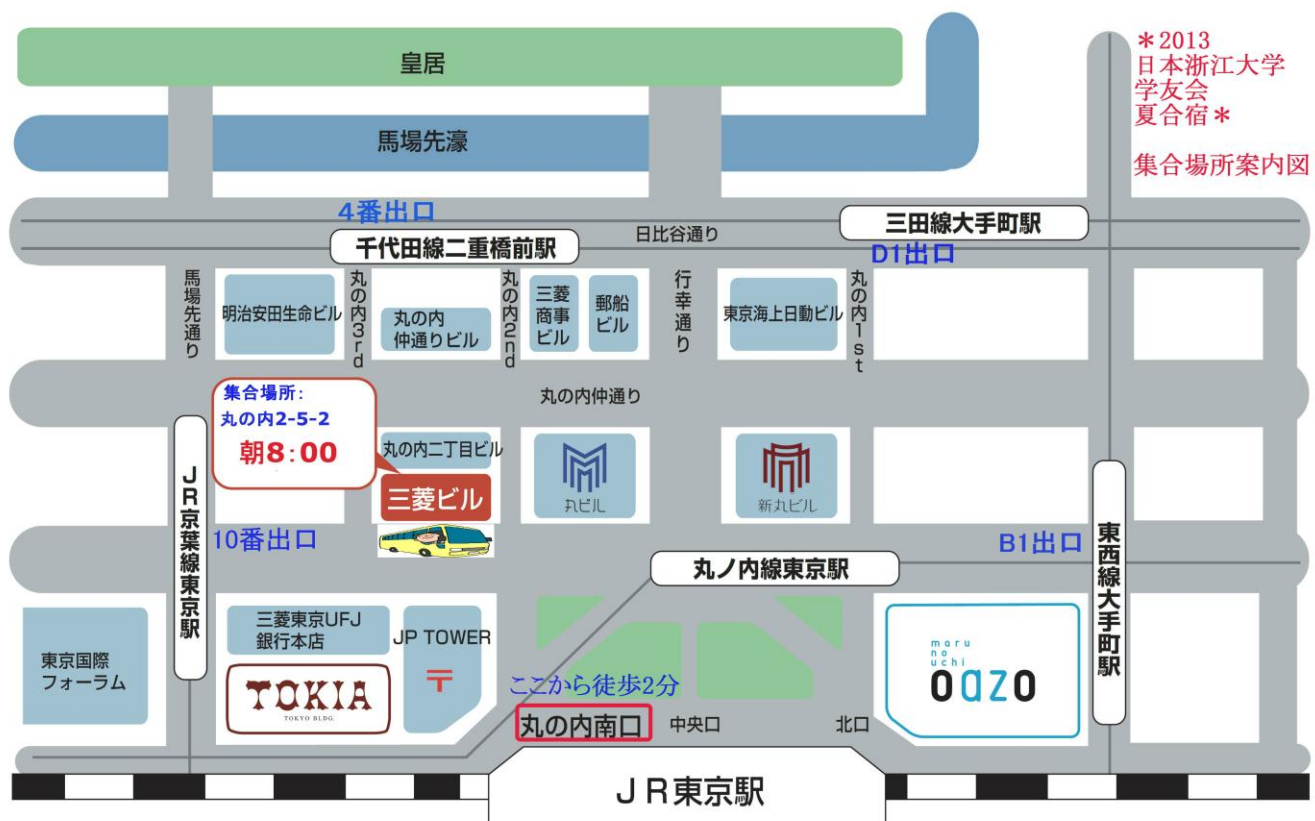 皇居
馬場先濠
*2013
日本浙江大学
学友会
夏合宿*
集合場所案内図
4番出口
千代田線二重橋前駅
日比谷通り
三田線大手町駅
D1出口
馬場先通り
明治安田生命ビル
丸の内3rd
丸の内
仲通りビル
丸の内2nd
三菱
商事
ビル
郵船
ビル
行幸通り
東京海上日動ビル
丸の内1st
集合場所:
丸の内2-5-2
朝8:00
丸の内仲通り
丸の内二丁目ビル
三菱ビル
丸ビル
新丸ビル
JR京葉線東京駅
10番出口
B1出口
丸ノ内線東京駅
東西線大手町駅
東京国際
フォーラム
三菱東京UFJ
銀行本店
TOKIA
TOKYO BLDG.
JP TOWER
〒
maru
no
uchi
oazo
ここから徒歩2分
丸の内南口
中央口
北口
JR東京駅